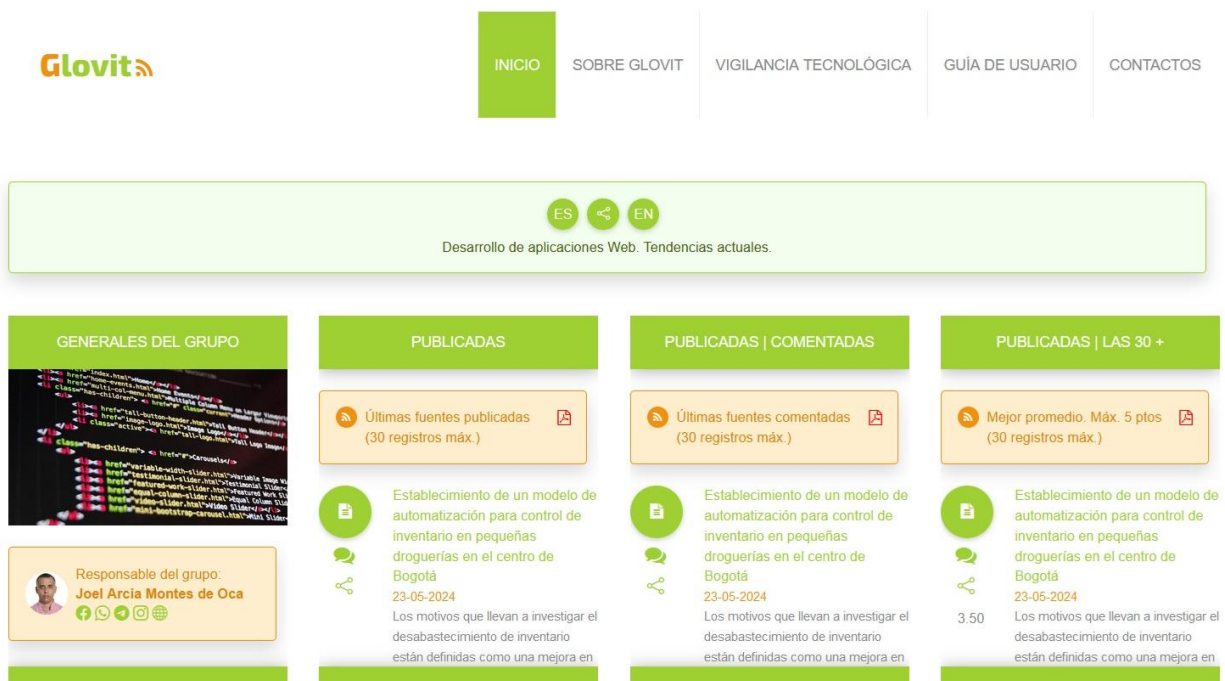 Glovit
INICIO
SOBRE GLOVIT
VIGILANCIA TECNOLÓGICA
GUÍA DE USUARIO
CONTACTOS
ES
EN
Desarrollo de aplicaciones Web. Tendencias actuales.
GENERALES DEL GRUPO
Responsable del grupo:
Joel Arcia Montes de Oca
PUBLICADAS
Últimas fuentes publicadas
(30 registros máx.)
Establecimiento de un modelo de
automatización para control de
inventario en pequeñas
droguerías en el centro de
Bogotá
23-05-2024
Los motivos que llevan a investigar el
desabastecimiento de inventario
están definidas como una mejora en
PUBLICADAS | COMENTADAS
Últimas fuentes comentadas
(30 registros máx.)
Establecimiento de un modelo de
automatización para control de
inventario en pequeñas
droguerías en el centro de
Bogotá
23-05-2024
Los motivos que llevan a investigar el
desabastecimiento de inventario
están definidas como una mejora en
PUBLICADAS | LAS 30 +
Mejor promedio. Máx. 5 ptos
(30 registros máx.)
Establecimiento de un modelo de
automatización para control de
inventario en pequeñas
droguerías en el centro de
Bogotá
23-05-2024
3.50
Los motivos que llevan a investigar el
desabastecimiento de inventario
están definidas como una mejora en